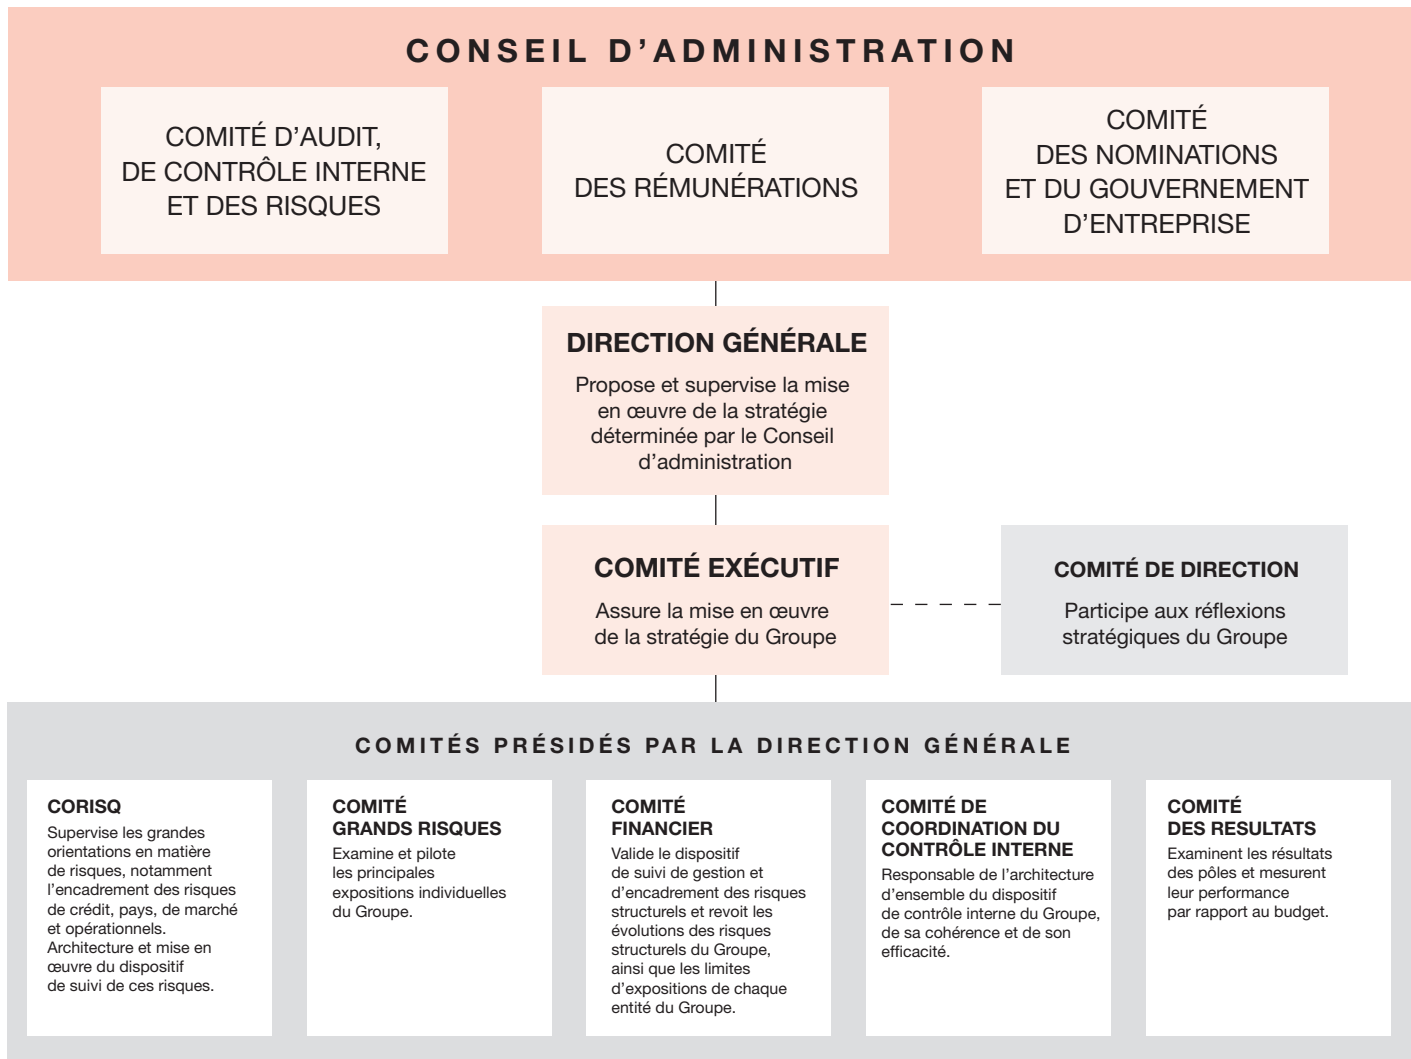 CONSEIL D’ADMINISTRATION
COMITÉ D’AUDIT,
DE CONTRÔLE INTERNE
ET DES RISQUES
COMITÉ
DES RÉMUNÉRATIONS
COMITÉ
DES NOMINATIONS
ET DU GOUVERNEMENT
D’ENTREPRISE
DIRECTION GÉNÉRALE
Propose et supervise la mise
en œuvre de la stratégie
déterminée par le Conseil
d’administration
COMITÉ EXÉCUTIF
Assure la mise en œuvre
de la stratégie du Groupe
COMITÉ DE DIRECTION
Participe aux réflexions
stratégiques du Groupe
COMITÉS PRÉSIDÉS PAR LA DIRECTION GÉNÉRALE
CORISQ
Supervise les grandes
orientations en matière
de risques, notamment
l’encadrement des risques
de crédit, pays, de marché
et opérationnels.
Architecture et mise en
œuvre du dispositif
de suivi de ces risques.
COMITÉ
GRANDS RISQUES
Examine et pilote
les principales
expositions individuelles
du Groupe.
COMITÉ
FINANCIER
Valide le dispositif
de suivi de gestion et
d’encadrement des risques
structurels et revoit les
évolutions des risques
structurels du Groupe,
ainsi que les limites
d’expositions de chaque
entité du Groupe.
COMITÉ DE
COORDINATION DU
CONTRÔLE INTERNE
Responsable de l’architecture
d’ensemble du dispositif
de contrôle interne du Groupe,
de sa cohérence et de son
efficacité.
COMITÉ
DES RESULTATS
Examinent les résultats
des pôles et mesurent
leur performance
par rapport au budget.